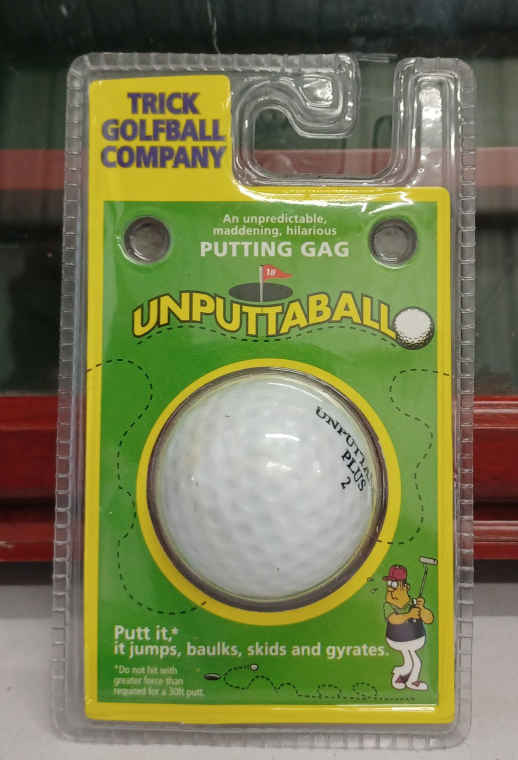 TRICK
GOLFBALL
COMPANY
An unpredictable,
maddening, hilarious
PUTTING GAG
18
UNPUTTABALL
PLUS
2
Putt it,*
it jumps, baulks, skids and gyrates.
*Do not hit with
greater force than
required for a 30ft putt.